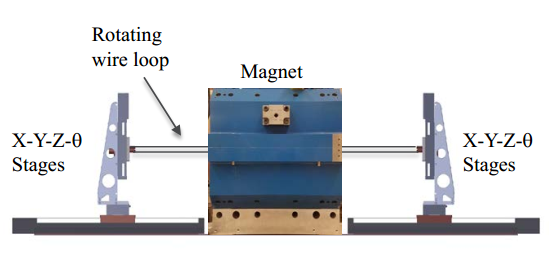 Rotating
wire loop
Magnet
X-Y-Z-θ
Stages
X-Y-Z-θ
Stages